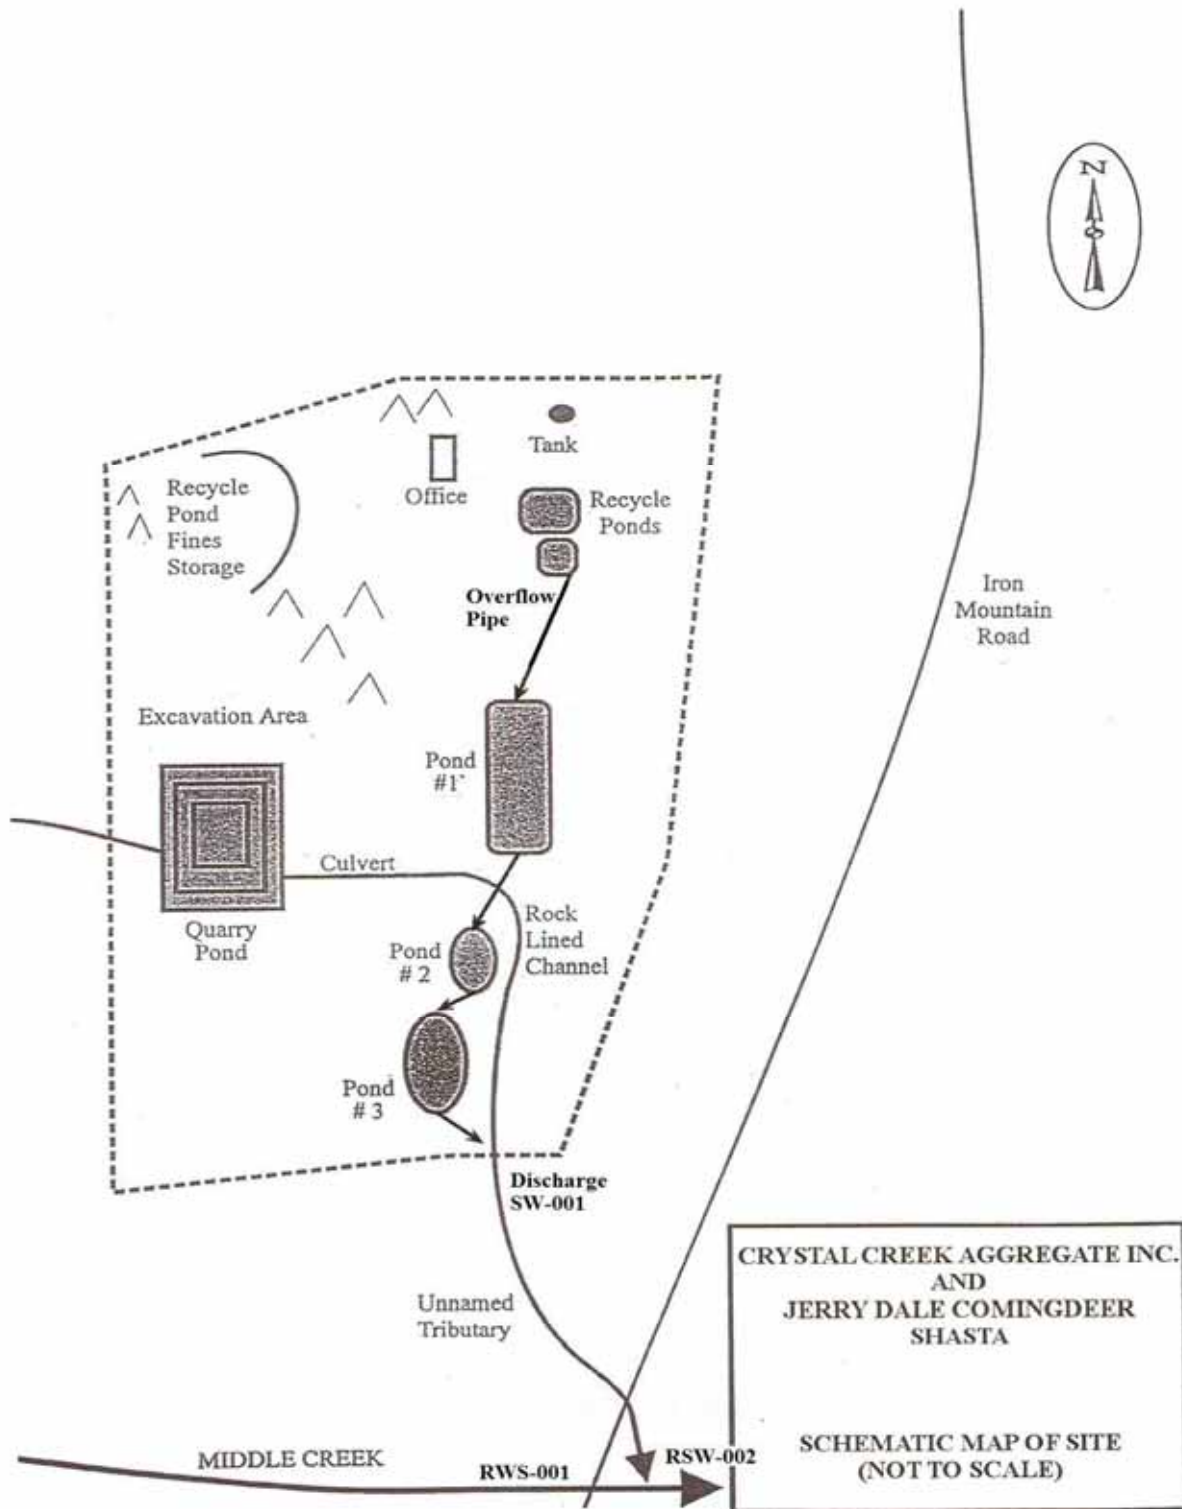 N
S
Tank
Office
Recycle
Ponds
Recycle
Pond
Fines
Storage
Overflow
Pipe
Iron
Mountain
Road
Excavation Area
Pond
#1
Culvert
Quarry
Pond
Rock
Lined
Channel
Pond
# 2
Pond
# 3
Discharge
SW-001
Unnamed
Tributary
MIDDLE CREEK
RWS-001
RSW-002
CRYSTAL CREEK AGGREGATE INC.
AND
JERRY DALE COMINGDEER
SHASTA
SCHEMATIC MAP OF SITE
(NOT TO SCALE)